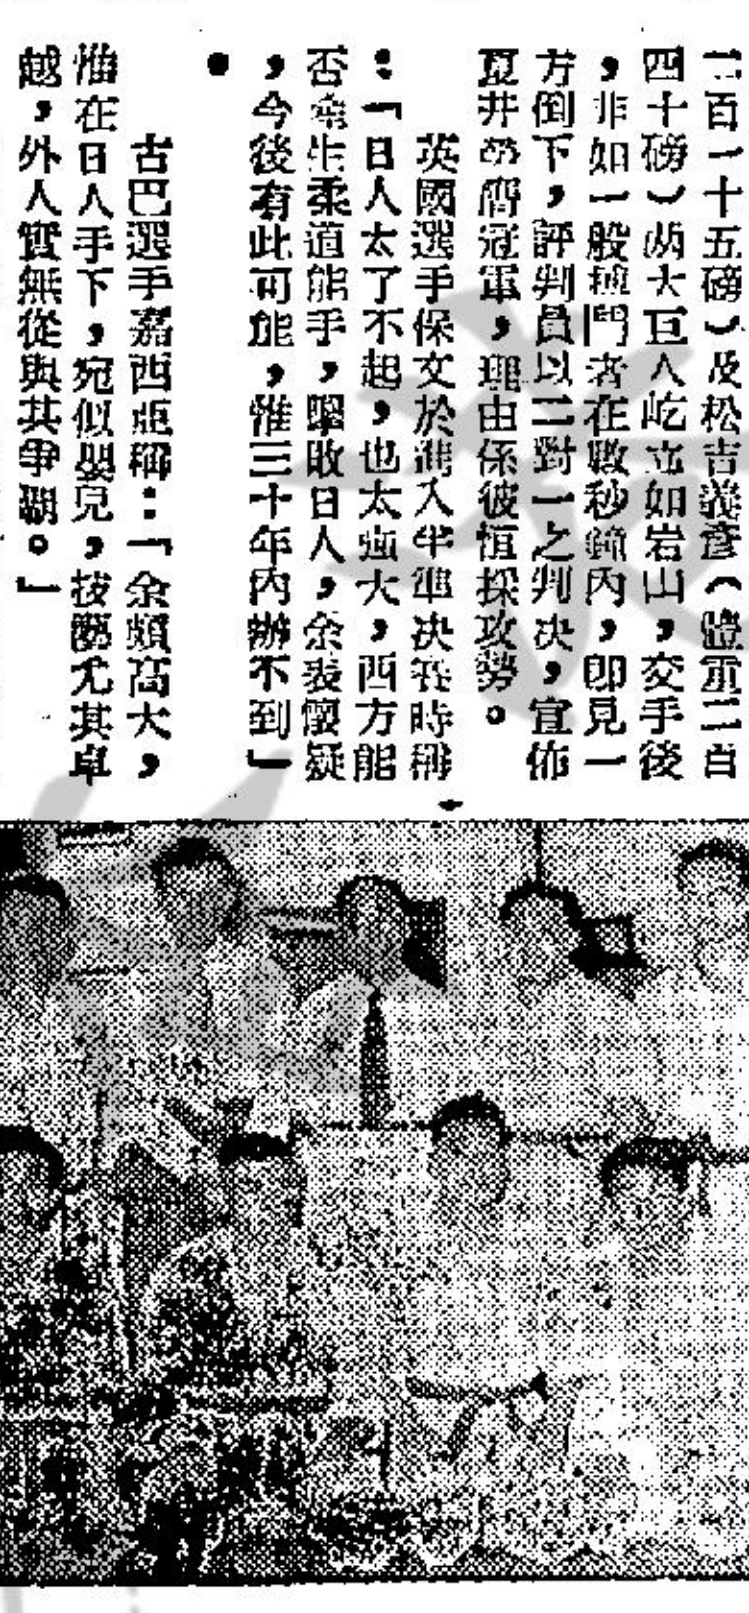 二百一十五磅）及松吉義彥（體重二百
四十磅）兩大巨人屹立如岩山，交手後
，非如一般搏鬥者在數秒鐘內，即見一
方倒下，評判員以二對一之判決，宣佈
夏井榮膺冠軍，理由係彼恒採攻勢。
英國選手保文於進入半準決賽時稱
：「日人太了不起，也太強大，西方能
否產生柔道能手，擊敗日人，余表懷疑
，今後有此可能，惟三十年內辦不到」
。
古巴選手嘉西亞稱：「余頗高大，
惟在日人手下，宛似嬰兒，技藝尤其卓
越，外人實無從與其爭霸。」